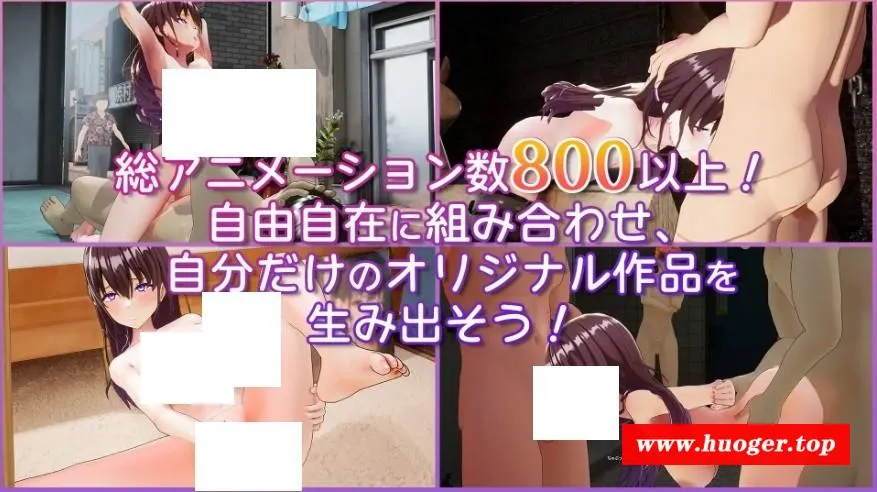 総アニメーション数800以上！
自由自在に組み合わせ、
自分だけのオリジナル作品を
生み出そう！
www.huoger.top